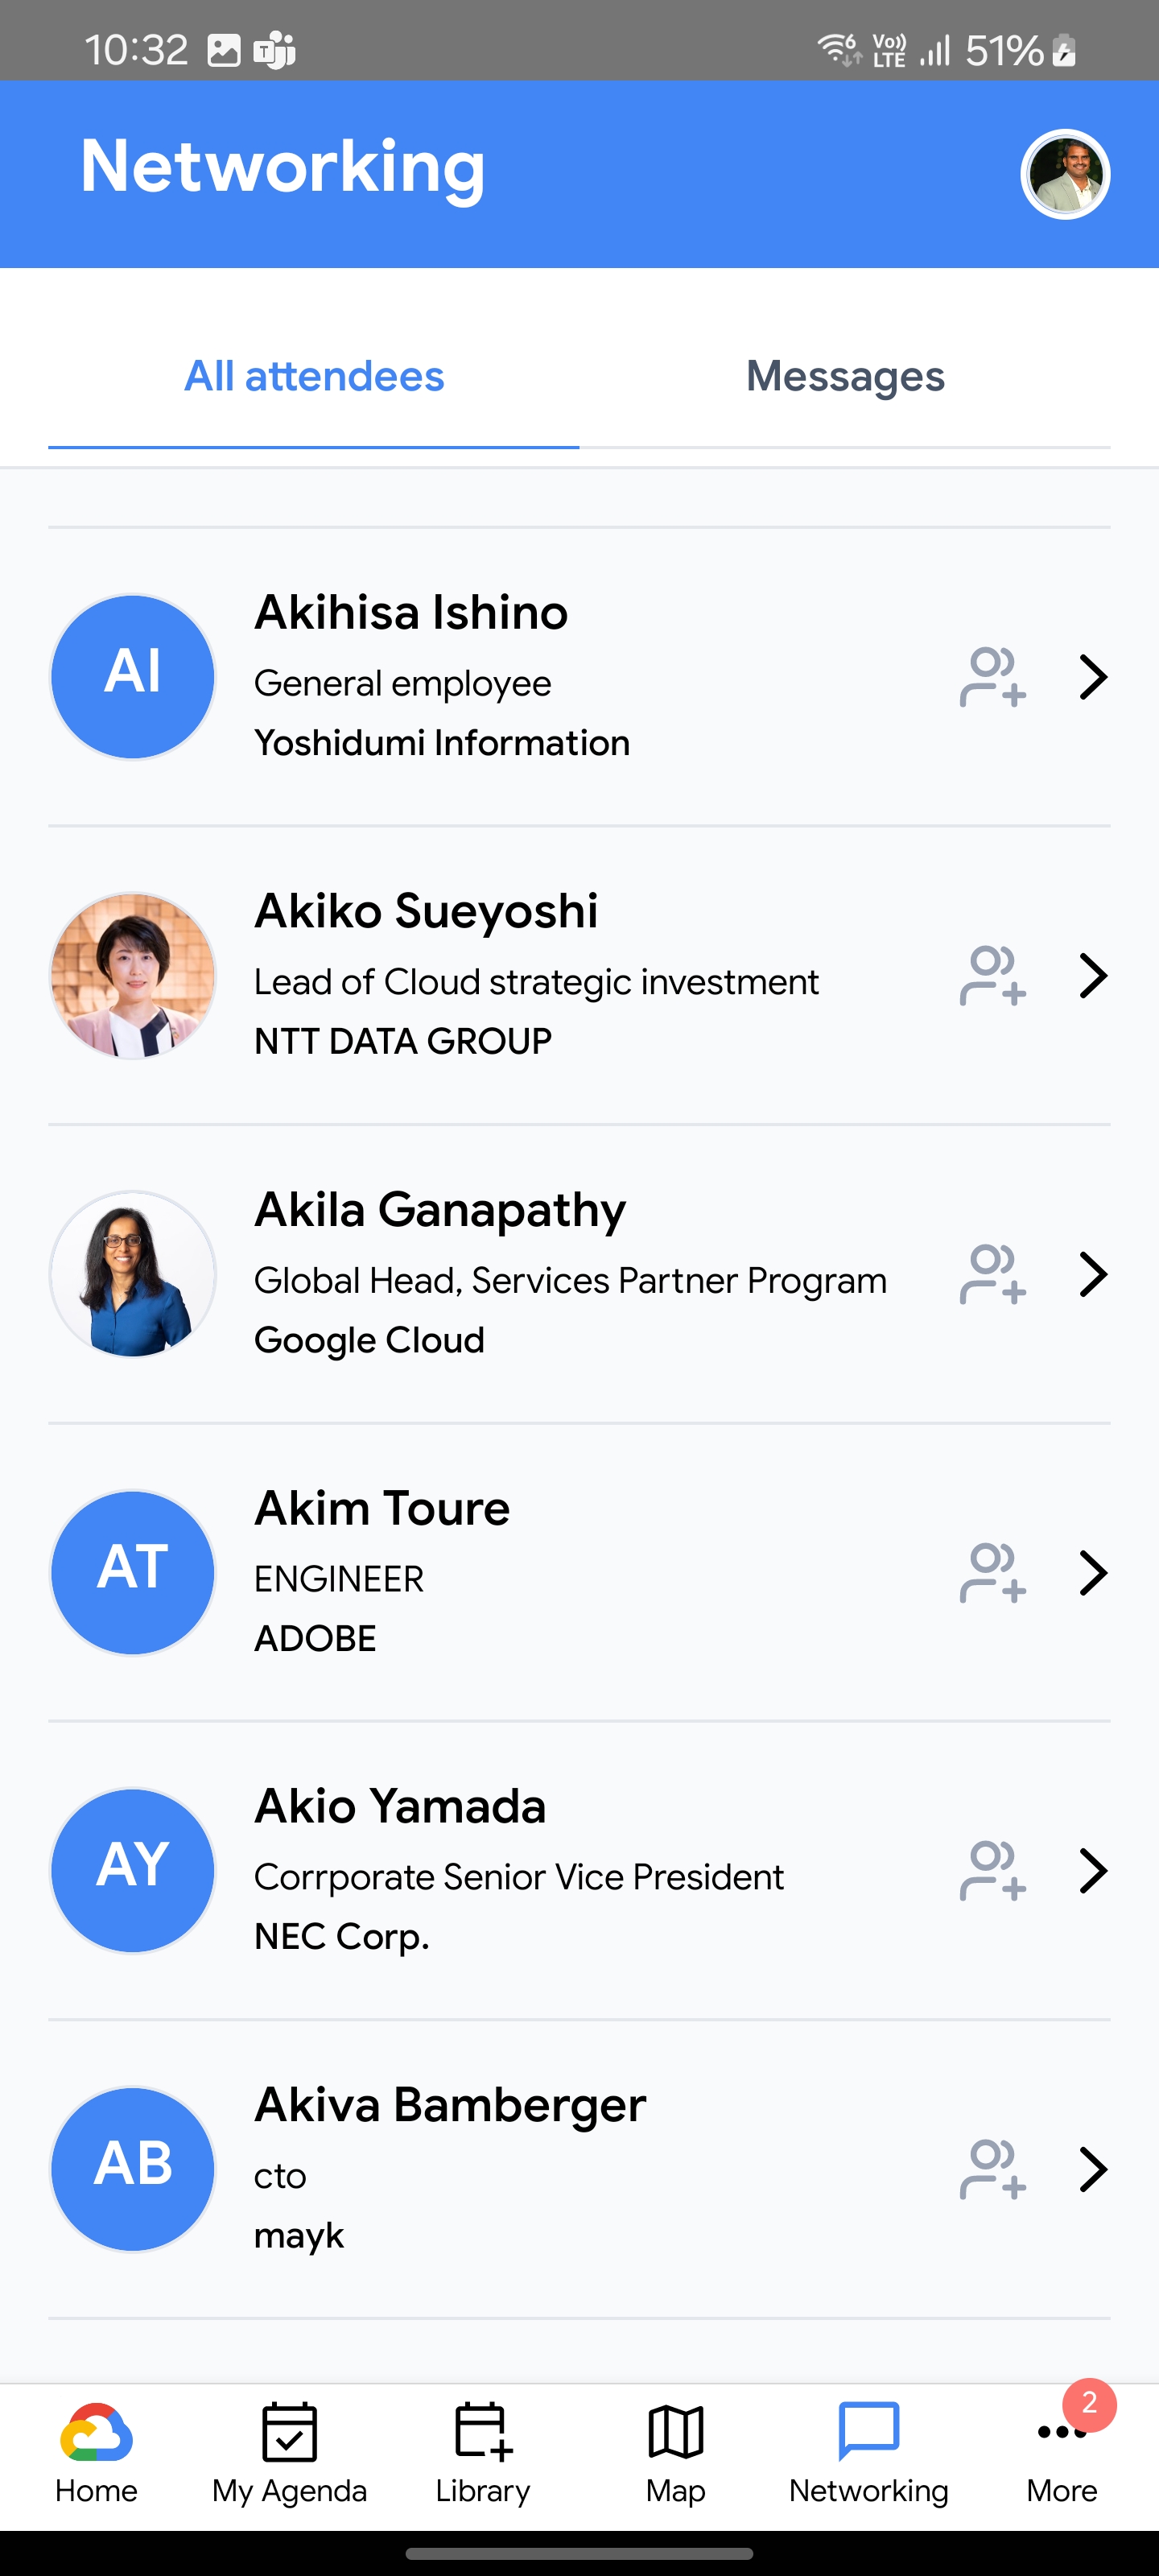 10:32
6 Vo)) LTE 51%
Networking
All attendees
Messages
AI
Akihisa Ishino
General employee
Yoshidumi Information
Akiko Sueyoshi
Lead of Cloud strategic investment
NTT DATA GROUP
Akila Ganapathy
Global Head, Services Partner Program
Google Cloud
AT
Akim Toure
ENGINEER
ADOBE
AY
Akio Yamada
Corrporate Senior Vice President
NEC Corp.
AB
Akiva Bamberger
cto
mayk
2
Home
My Agenda
Library
Map
Networking
More